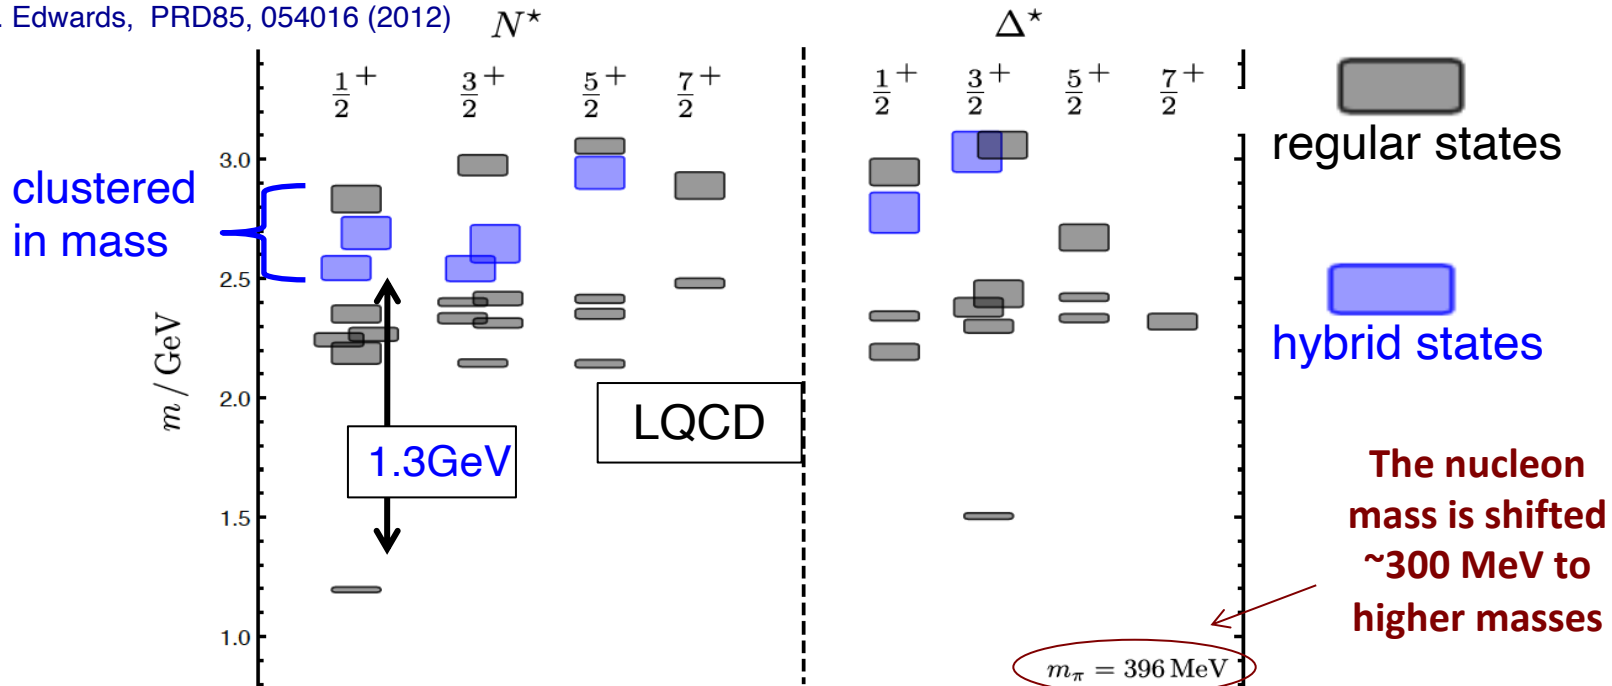 . Edwards, PRD85, 054016 (2012)
N⋆
Δ⋆
1/2+ 3/2+ 5/2+ 7/2+
1/2+ 3/2+ 5/2+ 7/2+
regular states
3.0
clustered
in mass
2.5
hybrid states
m / GeV
2.0
LQCD
1.3GeV
The nucleon
mass is shifted
~300 MeV to
higher masses
1.5
1.0
mπ = 396 MeV